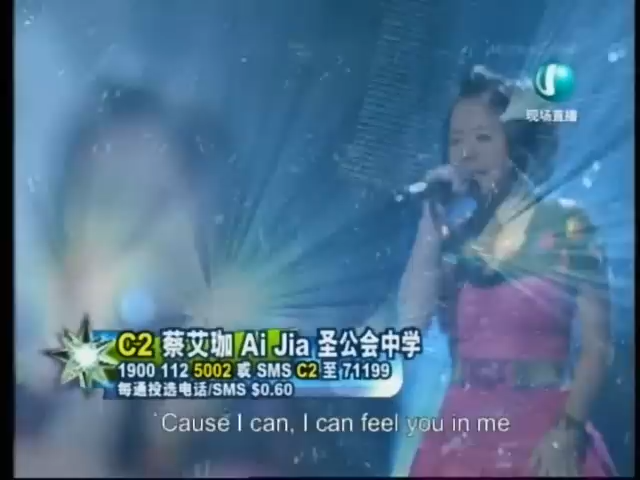 现场直播
C2 蔡艾珈 Ai Jia 圣公会中学
1900 112 5002 或 SMS C2 至 71199
每通投选电话/SMS $0.60
`Cause I can, I can feel you in me